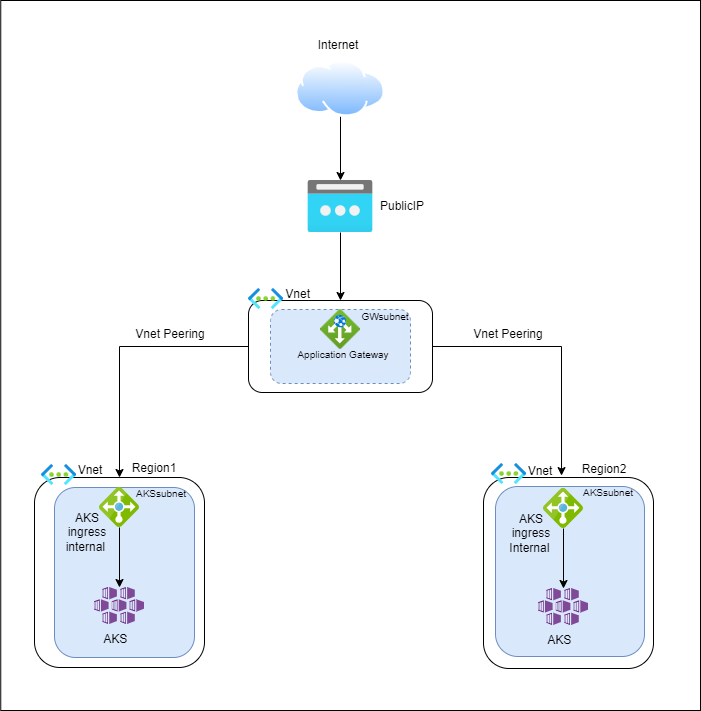 Internet
PublicIP
Vnet
GWsubnet
Application Gateway
Vnet Peering
Vnet Peering
Vnet
Region1
AKSsubnet
AKS
ingress
internal
AKS
Vnet
Region2
AKSsubnet
AKS
ingress
Internal
AKS